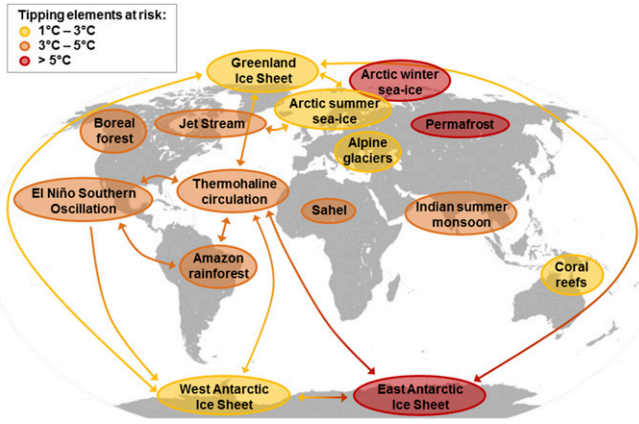 Tipping elements at risk:
1°C – 3°C
3°C – 5°C
> 5°C
Greenland
Ice Sheet
Arctic winter
sea-ice
Arctic summer
sea-ice
Boreal
forest
Jet Stream
Permafrost
Alpine
glaciers
El Niño Southern
Oscillation
Thermohaline
circulation
Sahel
Indian summer
monsoon
Amazon
rainforest
Coral
reefs
West Antarctic
Ice Sheet
East Antarctic
Ice Sheet